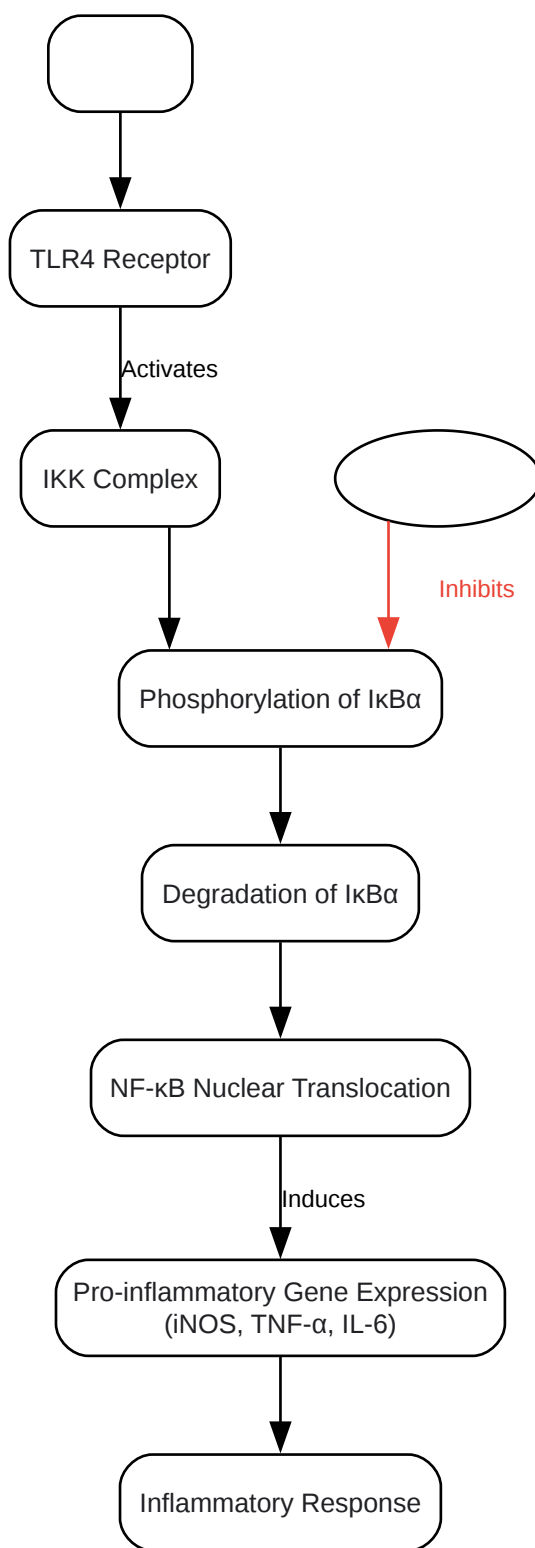 TLR4 Receptor
Activates
IKK Complex
Inhibits
Phosphorylation of IκBα
Degradation of IκBα
NF-κB Nuclear Translocation
Induces
Pro-inflammatory Gene Expression
(iNOS, TNF-α, IL-6)
Inflammatory Response